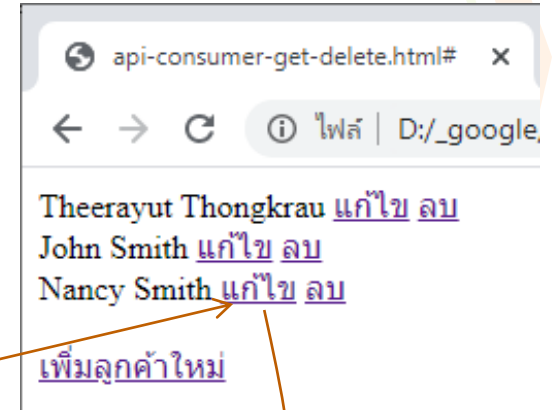 api-consumer-get-delete.html#
ไฟล์ | D:/_google,
Theerayut Thongkrau แก้ไข ลบ
John Smith แก้ไข ลบ
Nancy Smith แก้ไข ลบ
เพิ่มลูกค้าใหม่